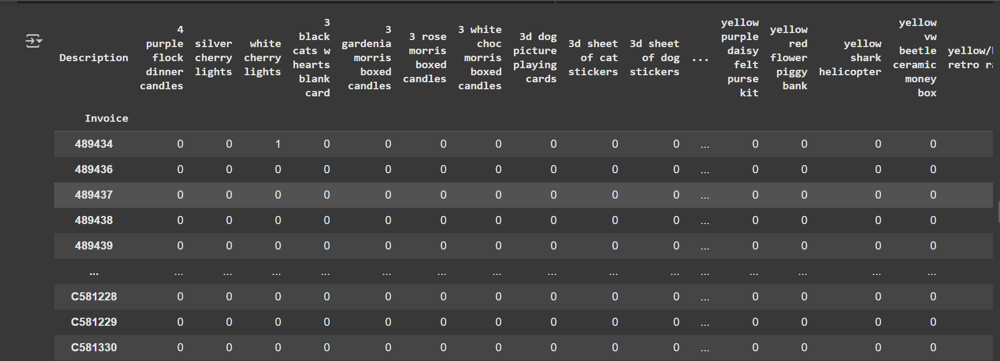 Description 4 purple flock dinner candles silver cherry lights white cherry lights 3 black cats w hearts blank card 3 gardenia morris boxed candles 3 rose morris boxed candles 3 white choc morris boxed candles 3d dog picture playing cards 3d sheet of cat stickers 3d sheet of dog stickers ... yellow purple daisy felt purse kit yellow red flower piggy bank yellow shark helicopter yellow vw beetle ceramic money box yellow/ retro
Invoice
489434 0 0 1 0 0 0 0 0 0 0 ... 0 0 0 0
489436 0 0 0 0 0 0 0 0 0 0 ... 0 0 0 0
489437 0 0 0 0 0 0 0 0 0 0 ... 0 0 0 0
489438 0 0 0 0 0 0 0 0 0 0 ... 0 0 0 0
489439 0 0 0 0 0 0 0 0 0 0 ... 0 0 0 0
... ... ... ... ... ... ... ... ... ... ... ... ... ... ... ...
C581228 0 0 0 0 0 0 0 0 0 0 ... 0 0 0 0
C581229 0 0 0 0 0 0 0 0 0 0 ... 0 0 0 0
C581330 0 0 0 0 0 0 0 0 0 0 ... 0 0 0 0